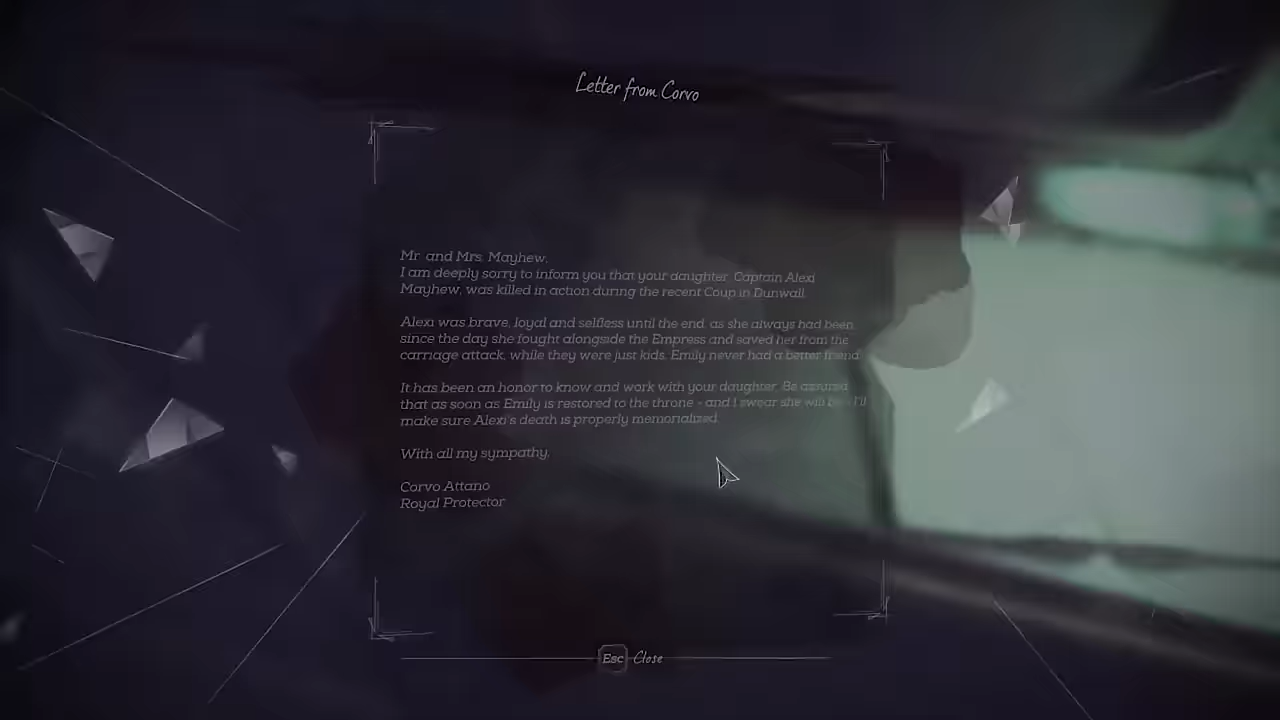 Letter from Corvo
Mr. and Mrs. Mayhew,
I am deeply sorry to inform you that your daughter, Captain Alexi
Mayhew, was killed in action during the recent Coup in Dunwall.
Alexi was brave, loyal and selfless until the end, as she always had been
since the day she fought alongside the Empress and saved her from the
carriage attack, while they were just kids. Emily never had a better friend.
It has been an honor to know and work with your daughter. Be assured
that as soon as Emily is restored to the throne - and I swear she will be - I'll
make sure Alexi's death is properly memorialized.
With all my sympathy,
Corvo Attano
Royal Protector
Esc Close